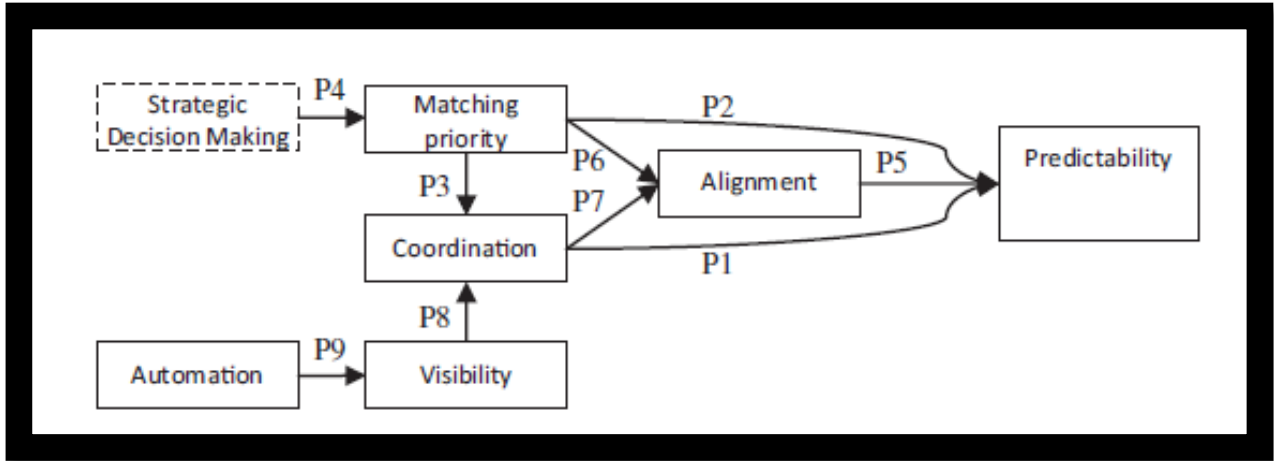 Strategic
Decision Making
P4
Matching
priority
P2
Predictability
P6
Alignment
P5
P3
P7
Coordination
P1
P8
Automation
P9
Visibility